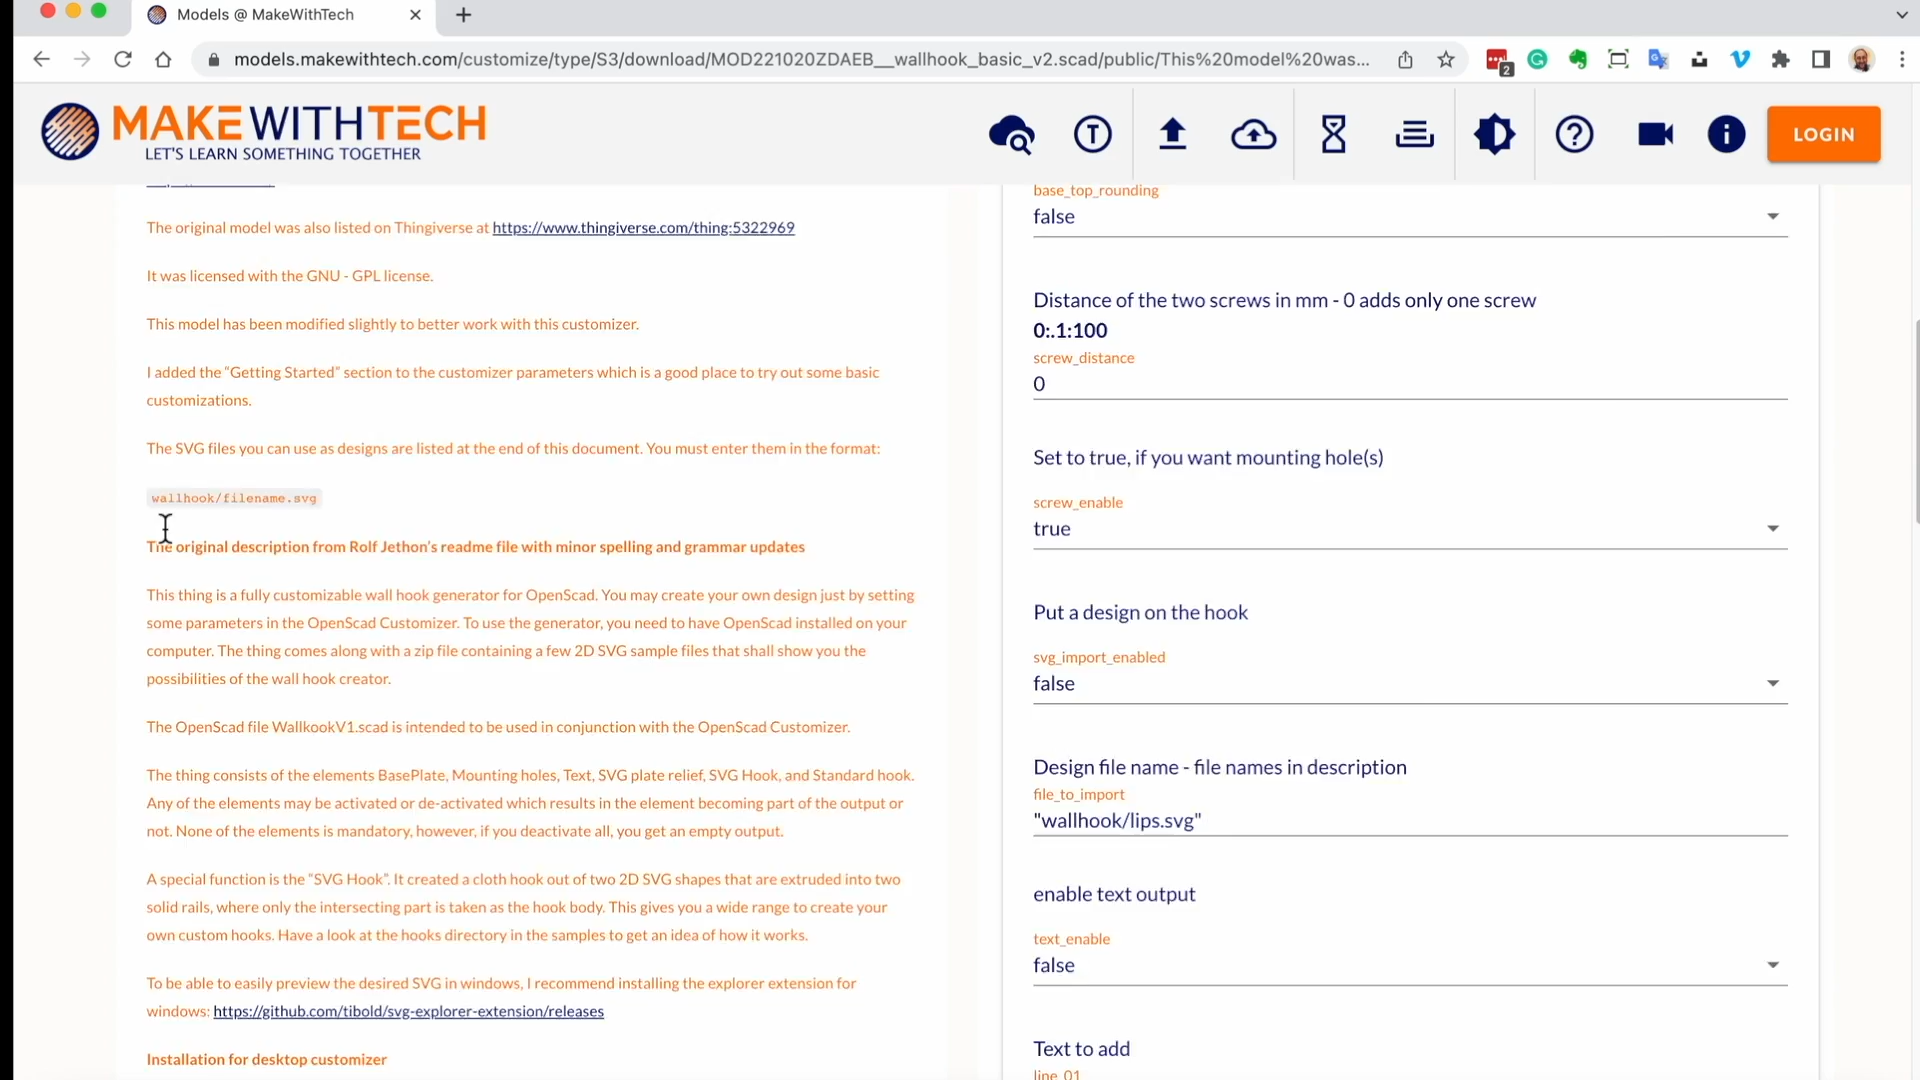 Models @ MakeWithTech
models.makewithtech.com/customize/type/S3/download/MOD221020ZDAEB__wallhook_basic_v2.scad/public/This%20model%20was...
2
MAKEWITHTECH
LET'S LEARN SOMETHING TOGETHER
LOGIN
The original model was also listed on Thingiverse at https://www.thingiverse.com/thing:5322969
It was licensed with the GNU - GPL license.
This model has been modified slightly to better work with this customizer.
I added the “Getting Started” section to the customizer parameters which is a good place to try out some basic
customizations.
The SVG files you can use as designs are listed at the end of this document. You must enter them in the format:
wallhook/filename.svg
The original description from Rolf Jethon’s readme file with minor spelling and grammar updates
This thing is a fully customizable wall hook generator for OpenScad. You may create your own design just by setting
some parameters in the OpenScad Customizer. To use the generator, you need to have OpenScad installed on your
computer. The thing comes along with a zip file containing a few 2D SVG sample files that shall show you the
possibilities of the wall hook creator.
The OpenScad file WallkookV1.scad is intended to be used in conjunction with the OpenScad Customizer.
The thing consists of the elements BasePlate, Mounting holes, Text, SVG plate relief, SVG Hook, and Standard hook.
Any of the elements may be activated or de-activated which results in the element becoming part of the output or
not. None of the elements is mandatory, however, if you deactivate all, you get an empty output.
A special function is the “SVG Hook”. It created a cloth hook out of two 2D SVG shapes that are extruded into two
solid rails, where only the intersecting part is taken as the hook body. This gives you a wide range to create your
own custom hooks. Have a look at the hooks directory in the samples to get an idea of how it works.
To be able to easily preview the desired SVG in windows, I recommend installing the explorer extension for
windows: https://github.com/tibold/svg-explorer-extension/releases
Installation for desktop customizer
base_top_rounding
false
Distance of the two screws in mm - 0 adds only one screw
0:.1:100
screw_distance
0
Set to true, if you want mounting hole(s)
screw_enable
true
Put a design on the hook
svg_import_enabled
false
Design file name - file names in description
file_to_import
"wallhook/lips.svg"
enable text output
text_enable
false
Text to add
line_01